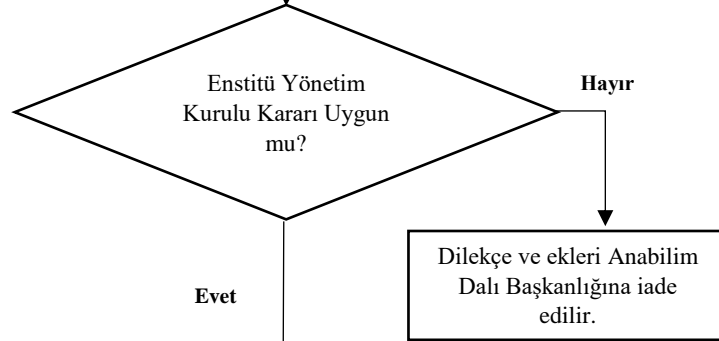 Enstitü Yönetim
Kurulu Kararı Uygun
mu?
Hayır
Dilekçe ve ekleri Anabilim
Dalı Başkanlığına iade
edilir.
Evet